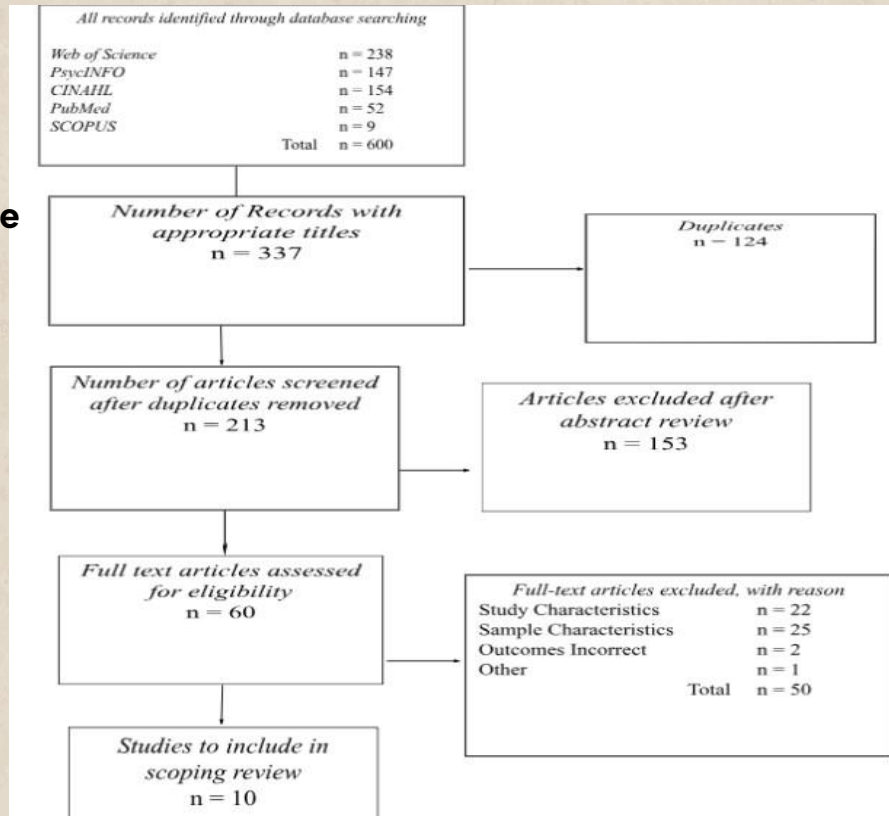 All records identified through database searching
Web of Science n = 238
PsycINFO n = 147
CINAHL n = 154
PubMed n = 52
SCOPUS n = 9
Total n = 600
e
Number of Records with
appropriate titles
n = 337
Duplicates
n = 124
Number of articles screened
after duplicates removed
n = 213
Articles excluded after
abstract review
n = 153
Full text articles assessed
for eligibility
n = 60
Full-text articles excluded, with reason
Study Characteristics n = 22
Sample Characteristics n = 25
Outcomes Incorrect n = 2
Other n = 1
Total n = 50
Studies to include in
scoping review
n = 10